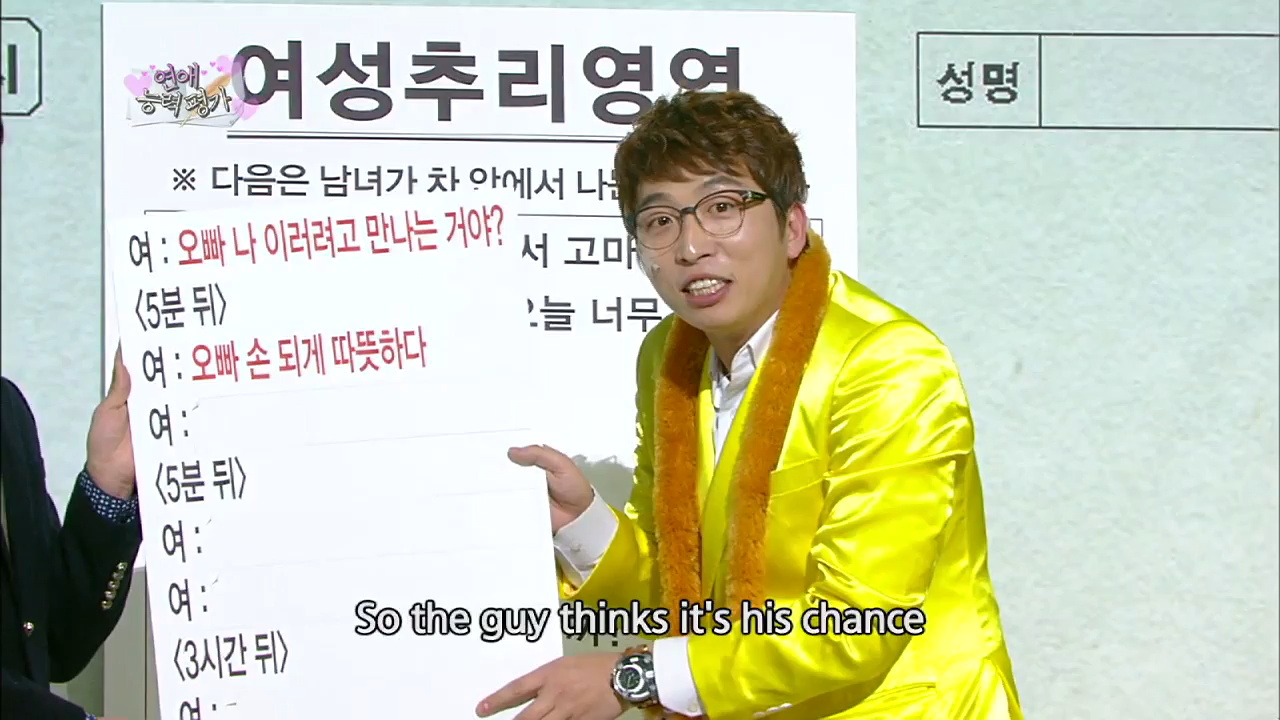 연애
능력평가
여성추리영역
성명
※ 다음은 남녀가 차 안에서
서 고마
오늘 너무
여 : 오빠 나 이러려고 만나는 거야?
<5분 뒤>
여 : 오빠 손 되게 따뜻하다
여 :
<5분 뒤>
여 :
여 :
<3시간 뒤>
여 :
So the guy thinks it's his chance